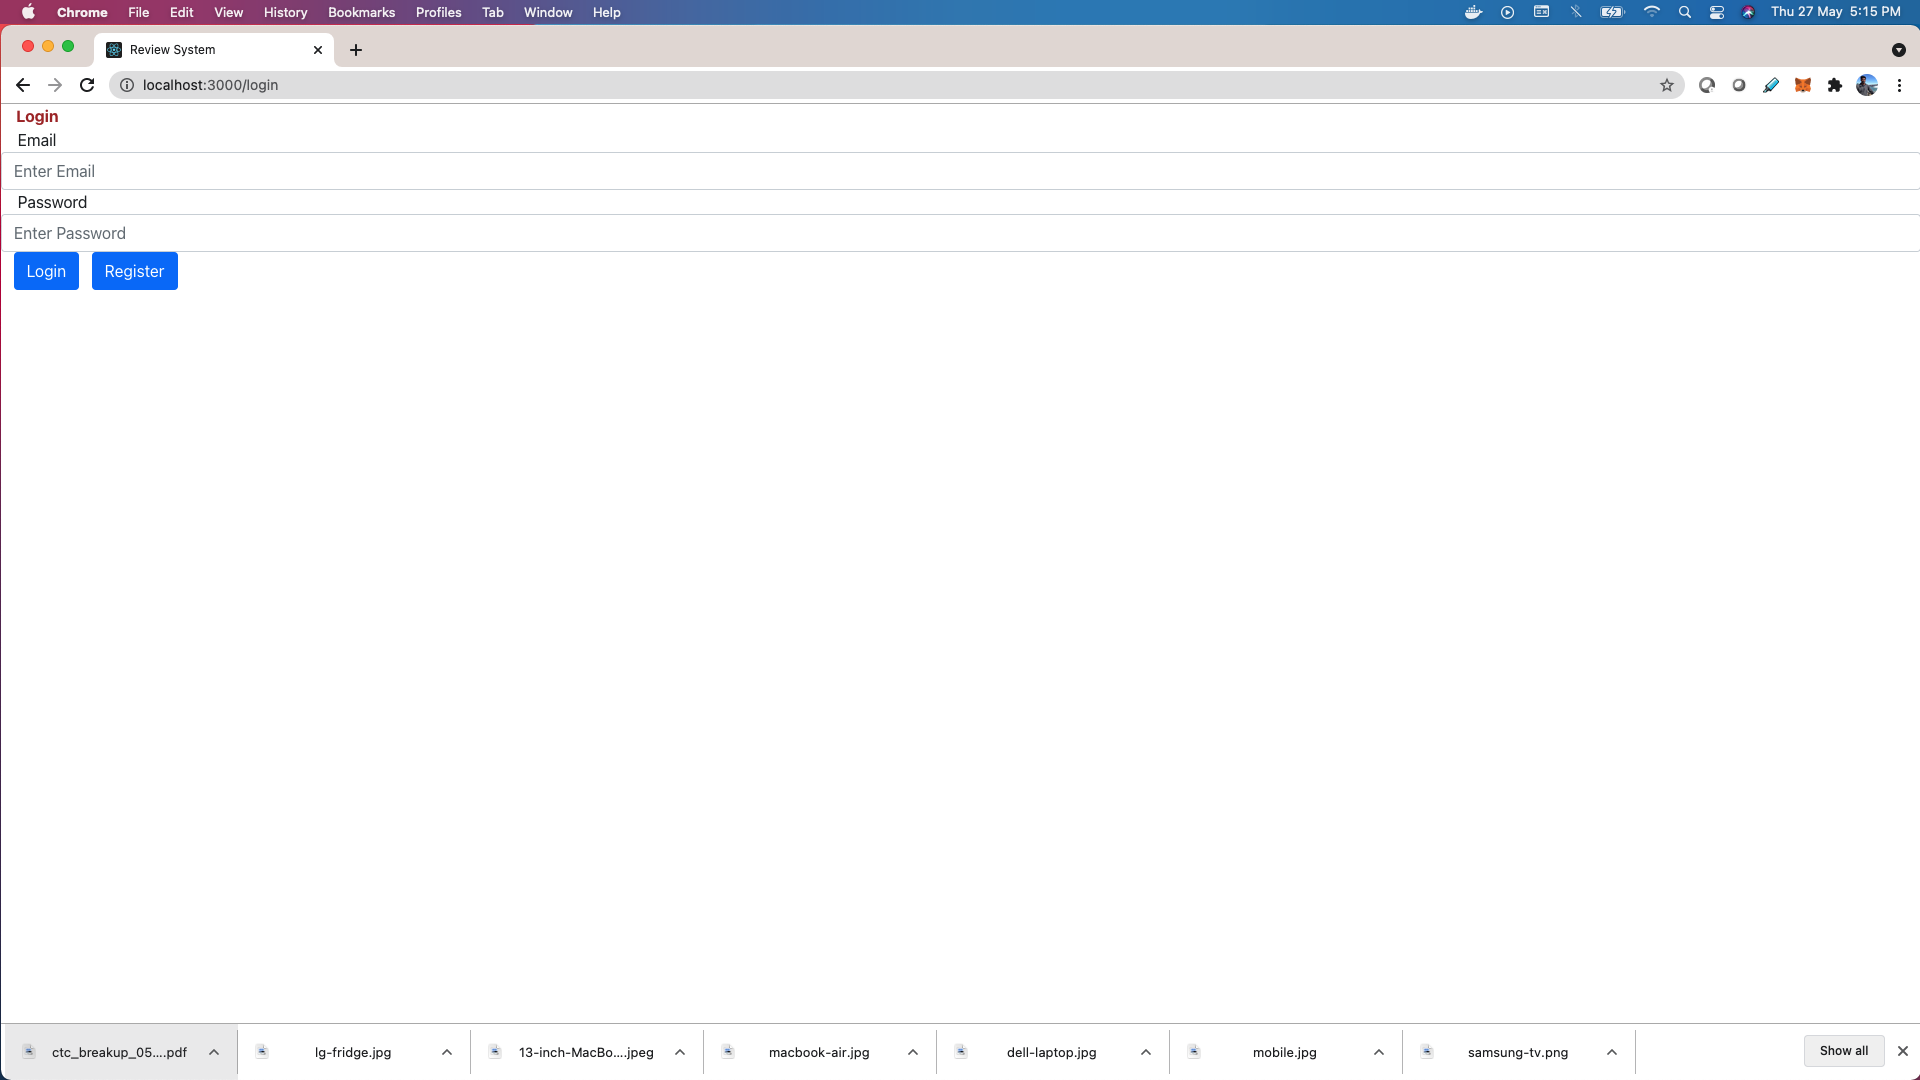 Chrome File Edit View History Bookmarks Profiles Tab Window Help Thu 27 May 5:15 PM
Review System
localhost:3000/login
Login
Email
Enter Email
Password
Enter Password
Login Register
ctc_breakup_05....pdf lg-fridge.jpg 13-inch-MacBo....jpeg macbook-air.jpg dell-laptop.jpg mobile.jpg samsung-tv.png Show all